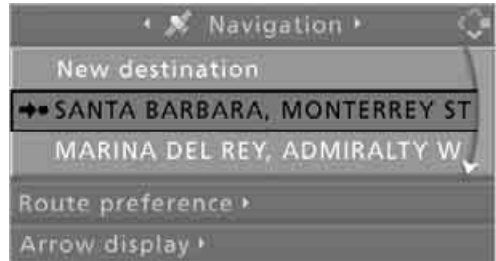 Navigation
New destination
SANTA BARBARA, MONTERREY ST
MARINA DEL REY, ADMIRALTY W
Route preference
Arrow display